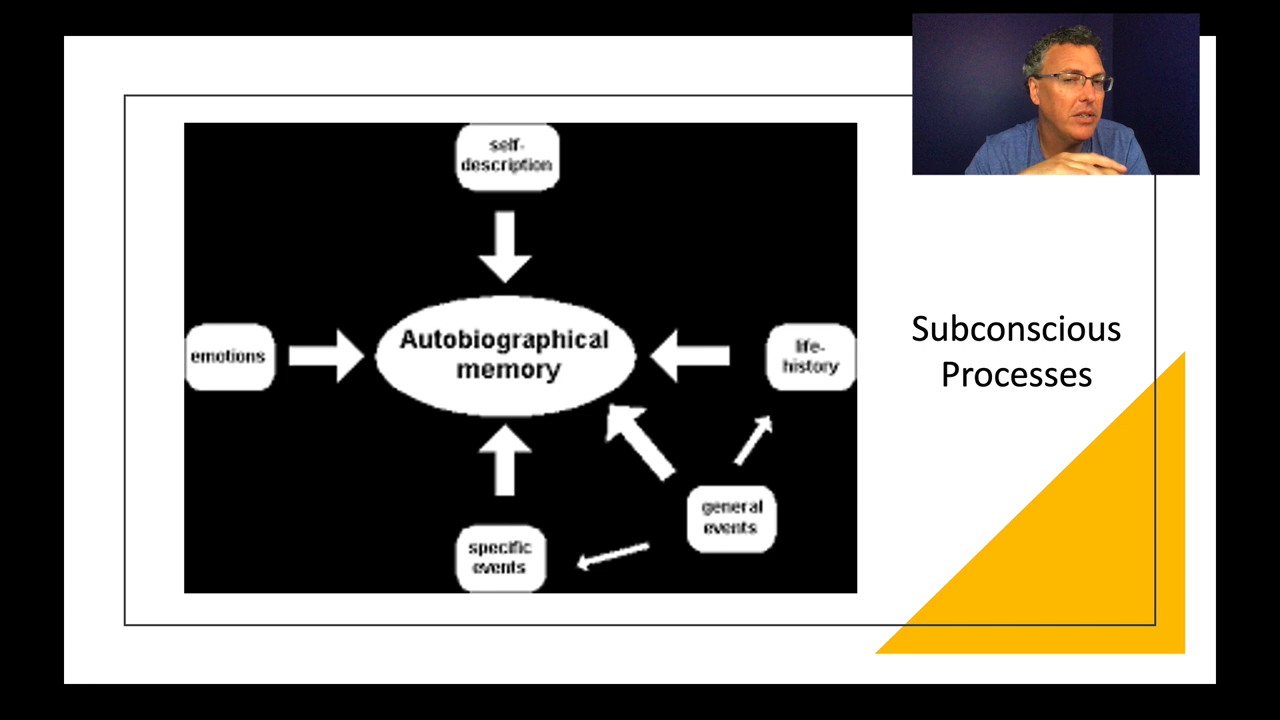 self-
description
emotions
Autobiographical
memory
life-
history
general
events
specific
events
Subconscious
Processes